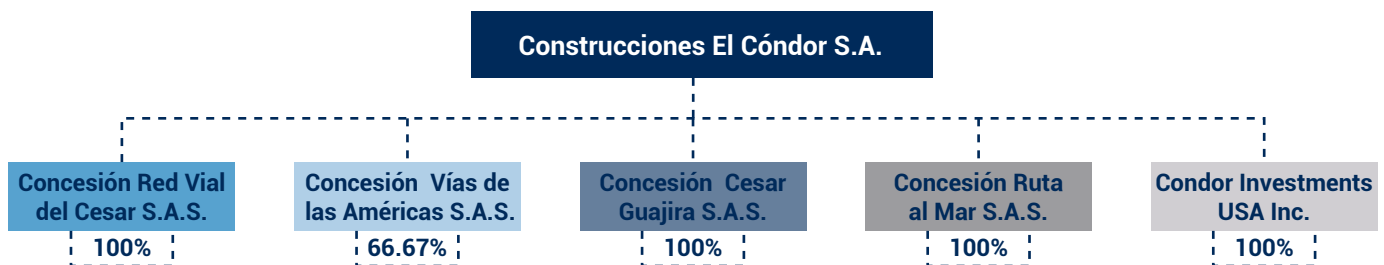 Construcciones El Cóndor S.A.
Concesión Red Vial
del Cesar S.A.S.
100%
Concesión Vías de
las Américas S.A.S.
66.67%
Concesión Cesar
Guajira S.A.S.
100%
Concesión Ruta
al Mar S.A.S.
100%
Condor Investments
USA Inc.
100%